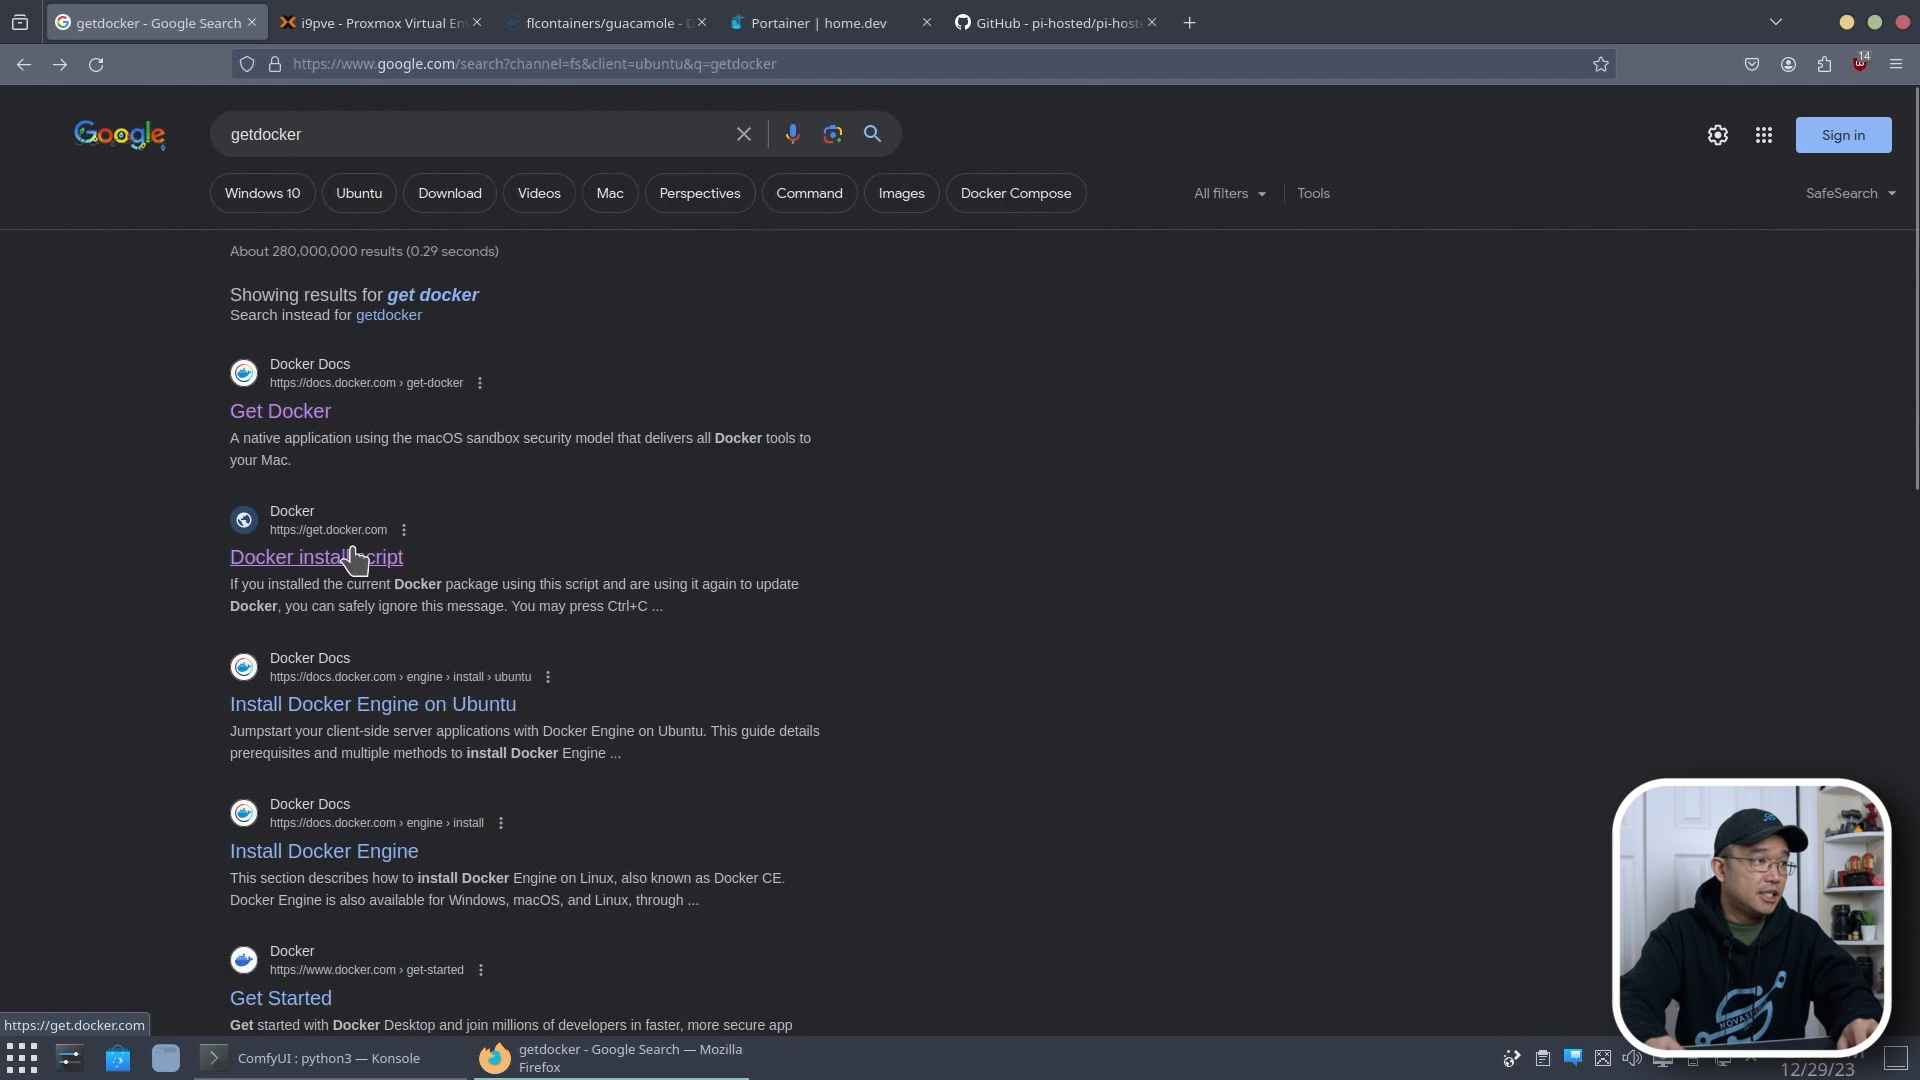 getdocker - Google Search
i9pve - Proxmox Virtual En
flcontainers/guacamole - D
Portainer | home.dev
GitHub - pi-hosted/pi-host
https://www.google.com/search?channel=fs&client=ubuntu&q=getdocker
14
Google
getdocker
Sign in
Windows 10
Ubuntu
Download
Videos
Mac
Perspectives
Command
Images
Docker Compose
All filters
Tools
SafeSearch
About 280,000,000 results (0.29 seconds)
Showing results for get docker
Search instead for getdocker
Docker Docs
https://docs.docker.com › get-docker
Get Docker
A native application using the macOS sandbox security model that delivers all Docker tools to
your Mac.
Docker
https://get.docker.com
Docker install script
If you installed the current Docker package using this script and are using it again to update
Docker, you can safely ignore this message. You may press Ctrl+C ...
Docker Docs
https://docs.docker.com › engine › install › ubuntu
Install Docker Engine on Ubuntu
Jumpstart your client-side server applications with Docker Engine on Ubuntu. This guide details
prerequisites and multiple methods to install Docker Engine ...
Docker Docs
https://docs.docker.com › engine › install
Install Docker Engine
This section describes how to install Docker Engine on Linux, also known as Docker CE.
Docker Engine is also available for Windows, macOS, and Linux, through ...
Docker
https://www.docker.com › get-started
Get Started
Get started with Docker Desktop and join millions of developers in faster, more secure app
https://get.docker.com
ComfyUI : python3 — Konsole
getdocker - Google Search — Mozilla
Firefox
12/29/23